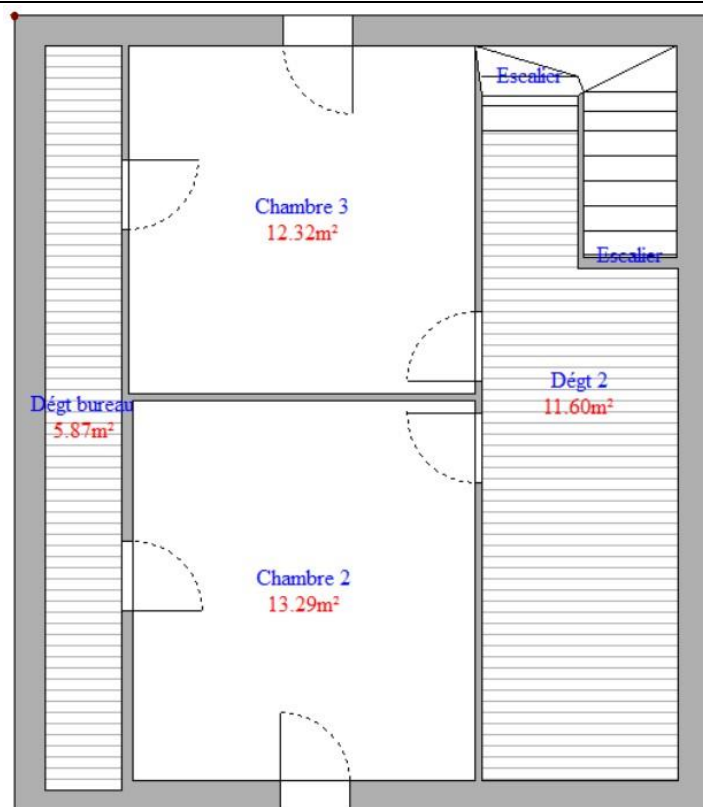 Escalier
Chambre 3
12.32m²
Escalier
Dégt 2
11.60m²
Dégt bureau
5.87m²
Chambre 2
13.29m²